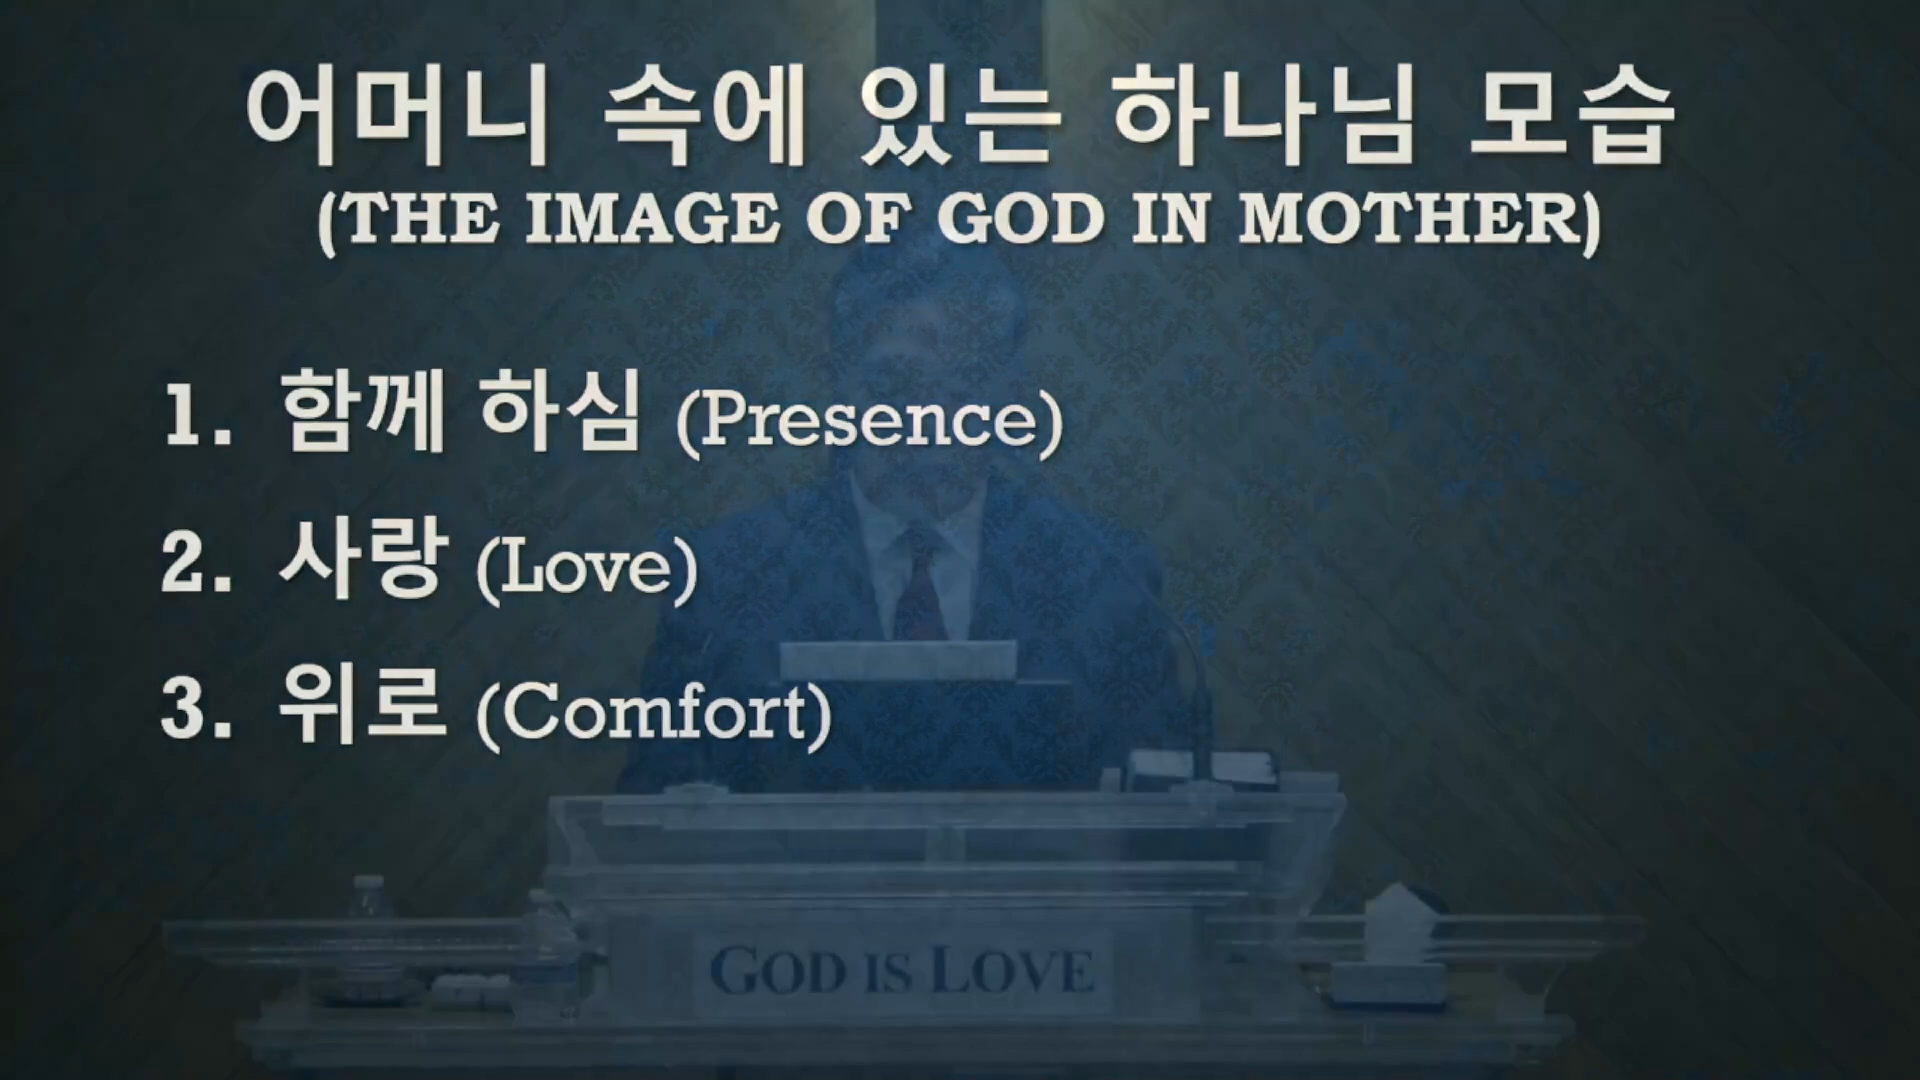 어머니 속에 있는 하나님 모습
(THE IMAGE OF GOD IN MOTHER)
1. 함께 하심 (Presence)
2. 사랑 (Love)
3. 위로 (Comfort)
GOD IS LOVE